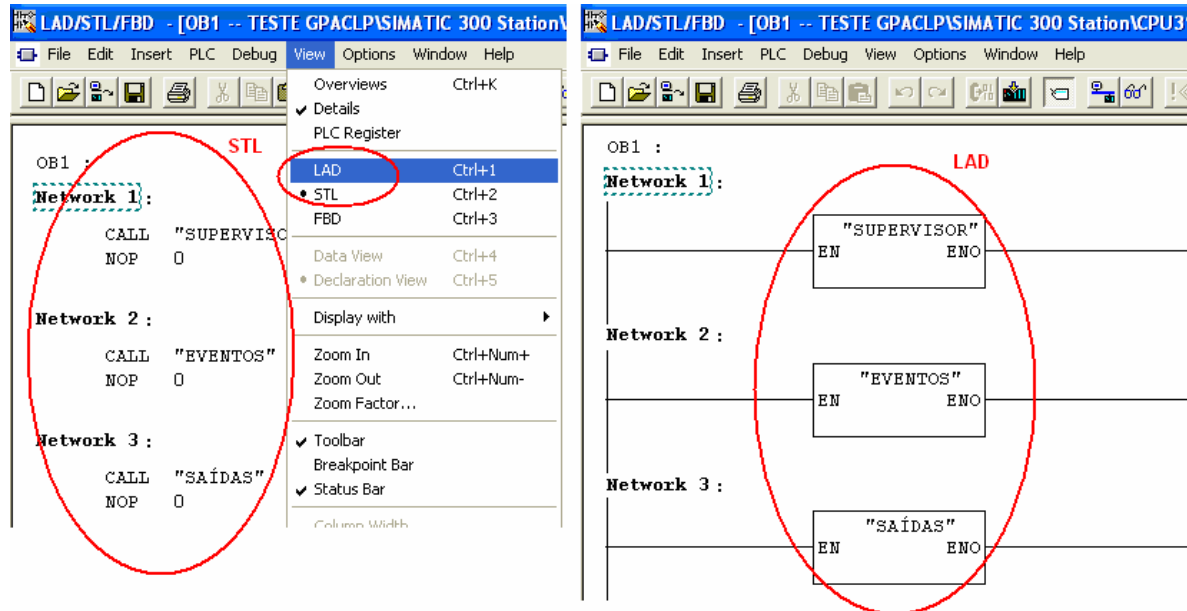 LAD/STL/FBD - [OB1 -- TESTE GPACLP\SIMATIC 300 Station\
File Edit Insert PLC Debug View Options Window Help
Overviews Ctrl+K
Details
PLC Register
LAD Ctrl+1
STL Ctrl+2
FBD Ctrl+3
Data View Ctrl+4
Declaration View Ctrl+5
Display with
Zoom In Ctrl+Num+
Zoom Out Ctrl+Num-
Zoom Factor...
Toolbar
Breakpoint Bar
Status Bar
Column Width
STL
OB1 :
Network 1:
CALL "SUPERVISO
NOP 0
Network 2:
CALL "EVENTOS"
NOP 0
Network 3:
CALL "SAÍDAS"
NOP 0
LAD/STL/FBD - [OB1 -- TESTE GPACLP\SIMATIC 300 Station\CPU3
File Edit Insert PLC Debug View Options Window Help
OB1 :
LAD
Network 1:
"SUPERVISOR"
EN ENO
Network 2:
"EVENTOS"
EN ENO
Network 3:
"SAÍDAS"
EN ENO